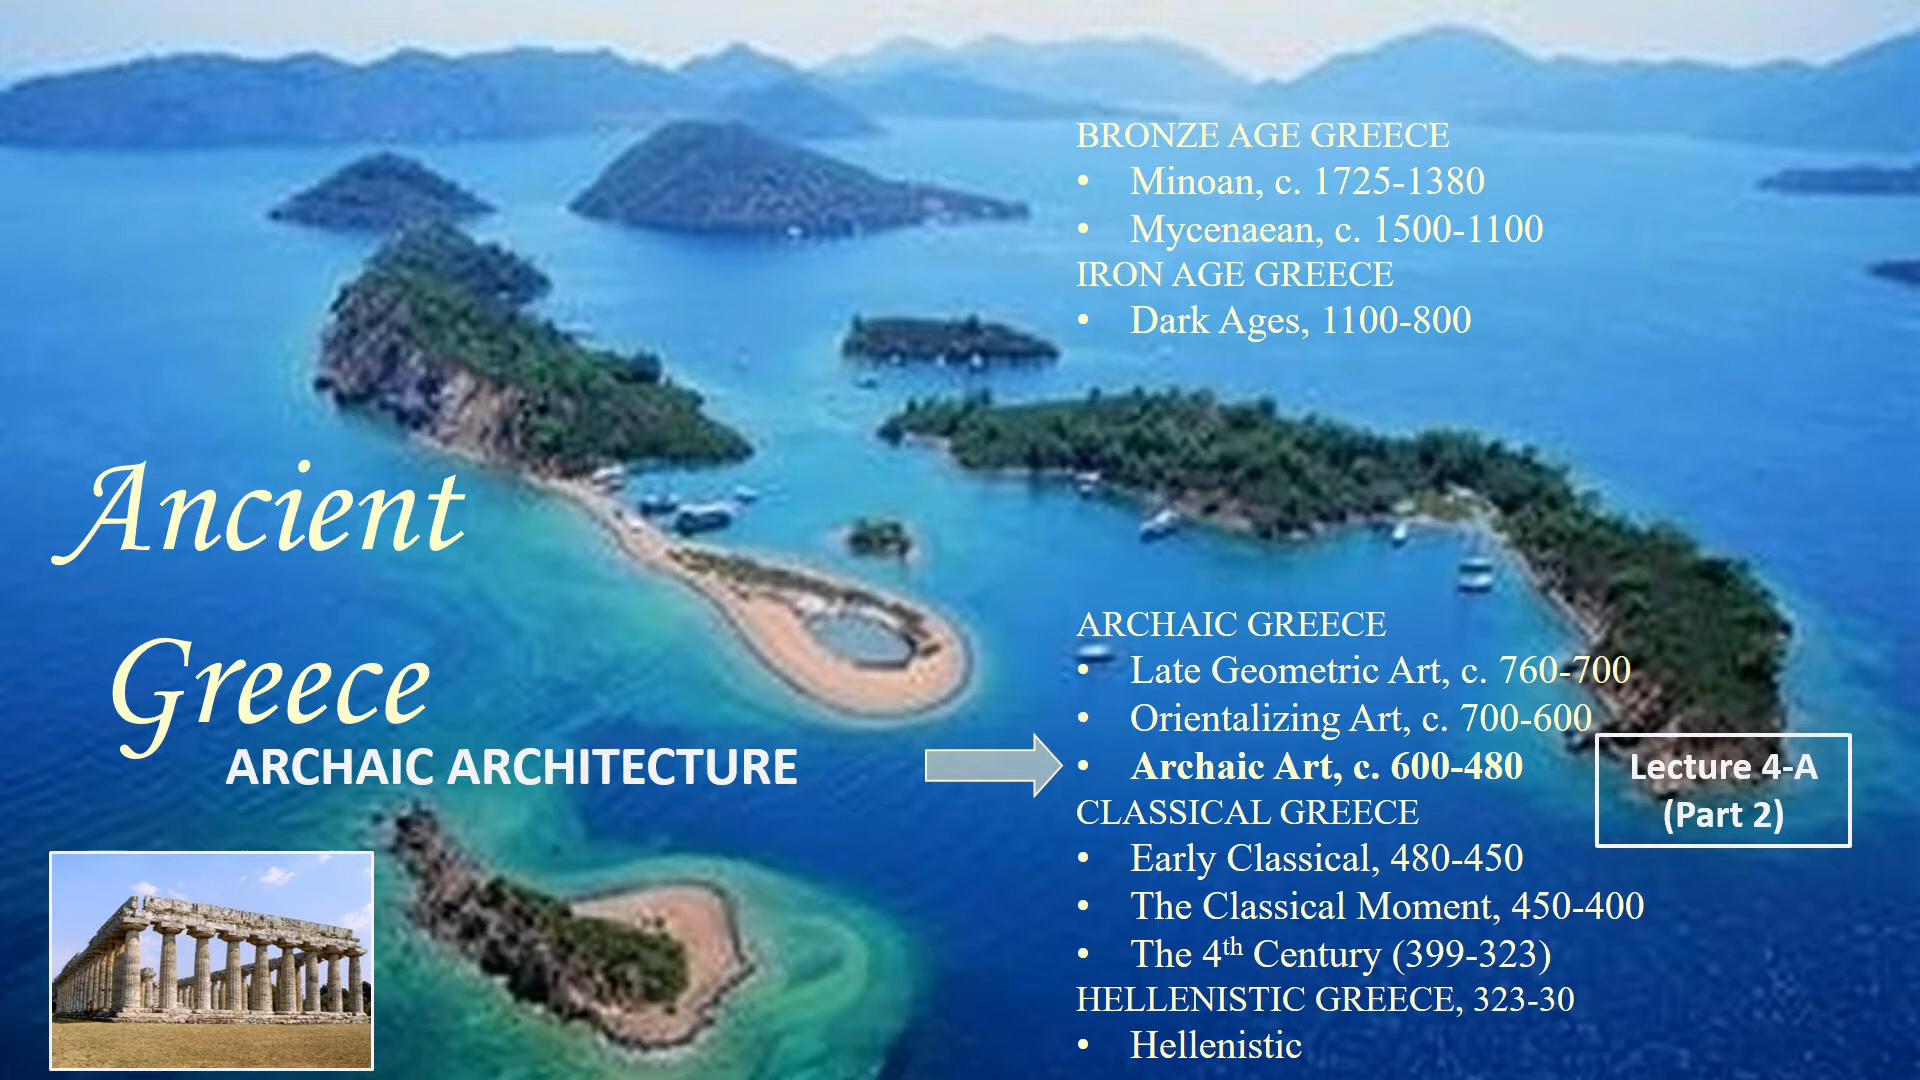 Ancient
Greece
ARCHAIC ARCHITECTURE
BRONZE AGE GREECE
• Minoan, c. 1725-1380
• Mycenaean, c. 1500-1100
IRON AGE GREECE
• Dark Ages, 1100-800
ARCHAIC GREECE
• Late Geometric Art, c. 760-700
• Orientalizing Art, c. 700-600
• Archaic Art, c. 600-480
CLASSICAL GREECE
• Early Classical, 480-450
• The Classical Moment, 450-400
• The 4th Century (399-323)
HELLENISTIC GREECE, 323-30
• Hellenistic
Lecture 4-A
(Part 2)